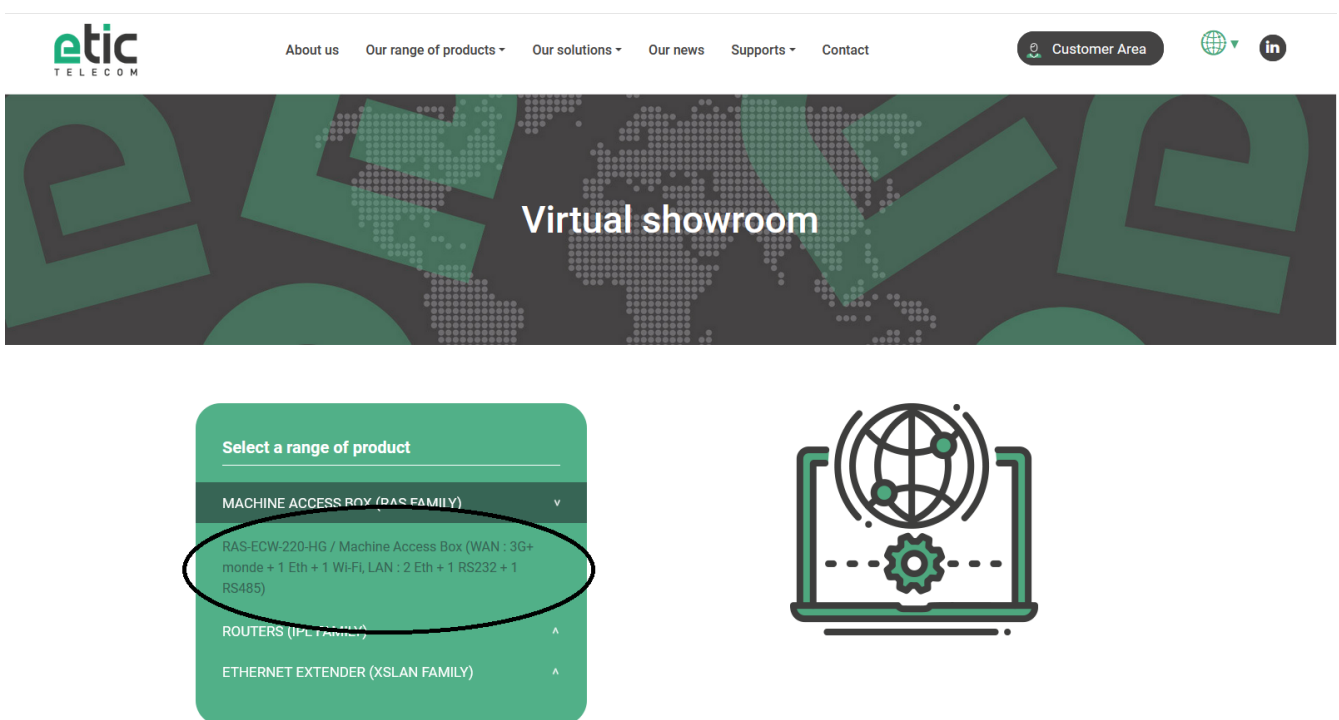 etic
TELECOM
About us
Our range of products
Our solutions
Our news
Supports
Contact
Customer Area
in
Virtual showroom
Select a range of product
MACHINE ACCESS BOX (RAS FAMILY)
RAS-ECW-220-HG / Machine Access Box (WAN : 3G+
monde + 1 Eth + 1 Wi-Fi, LAN : 2 Eth + 1 RS232 + 1
RS485)
ROUTERS (IPL FAMILY)
ETHERNET EXTENDER (XSLAN FAMILY)